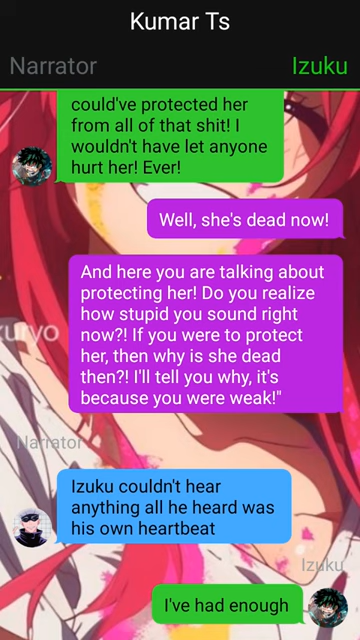 Kumar Ts
Narrator
Izuku
could've protected her
from all of that shit! I
wouldn't have let anyone
hurt her! Ever!
Well, she's dead now!
And here you are talking about
protecting her! Do you realize
how stupid you sound right
now?! If you were to protect
her, then why is she dead
then?! I'll tell you why, it's
because you were weak!"
kuryo
Narrator
Izuku couldn't hear
anything all he heard was
his own heartbeat
Izuku
I've had enough